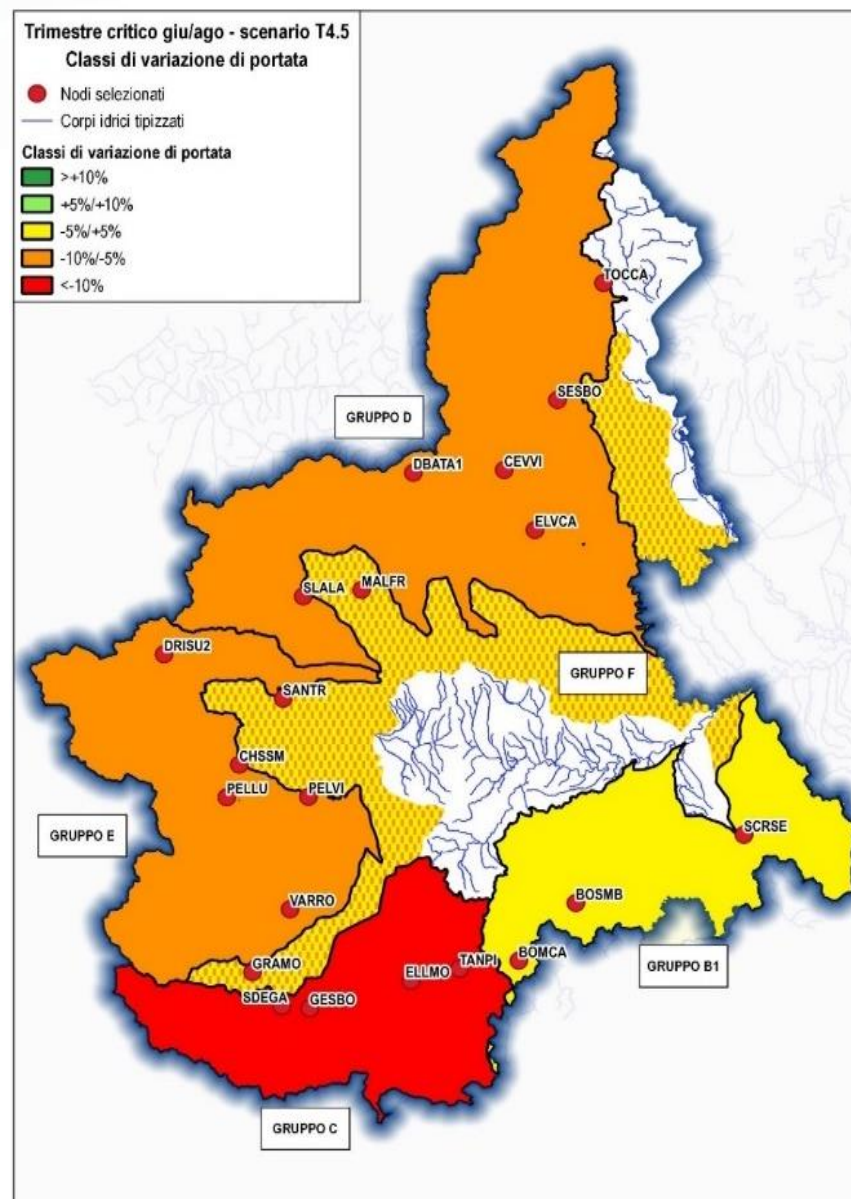 Trimestre critico giu/ago - scenario T4.5
Classi di variazione di portata
Nodi selezionati
Corpi idrici tipizzati
Classi di variazione di portata
>+10%
+5%/+10%
-5%/+5%
-10%/-5%
<-10%
TOCCA
SESBO
GRUPPO D
DBATA1
CEVVI
ELVCA
SLALA
MALFR
DRISU2
GRUPPO F
SANTR
CHSSM
PELLU
PELVI
GRUPPO E
SCRSE
VARRO
BOSMB
GRAMO
ELLMO
TANPI
BOMCA
GRUPPO B1
SDEGA
GESBO
GRUPPO C